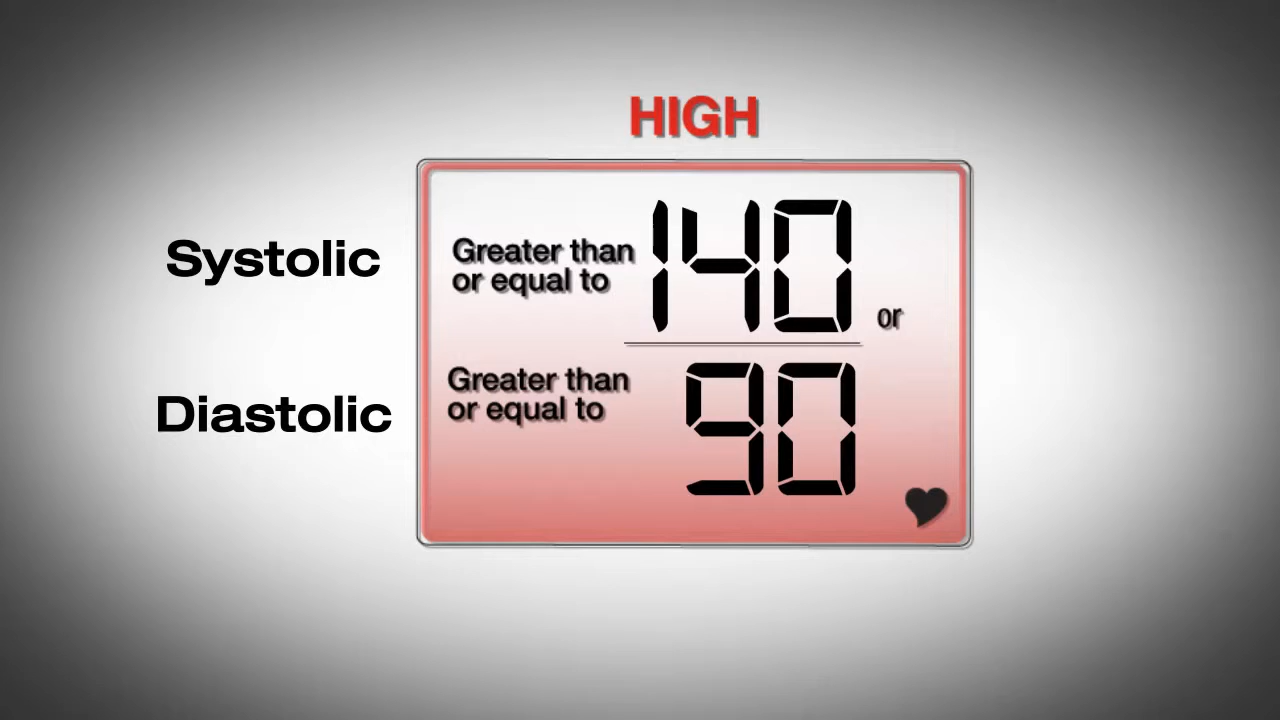 HIGH
Systolic
Greater than
or equal to
140
or
Diastolic
Greater than
or equal to
90